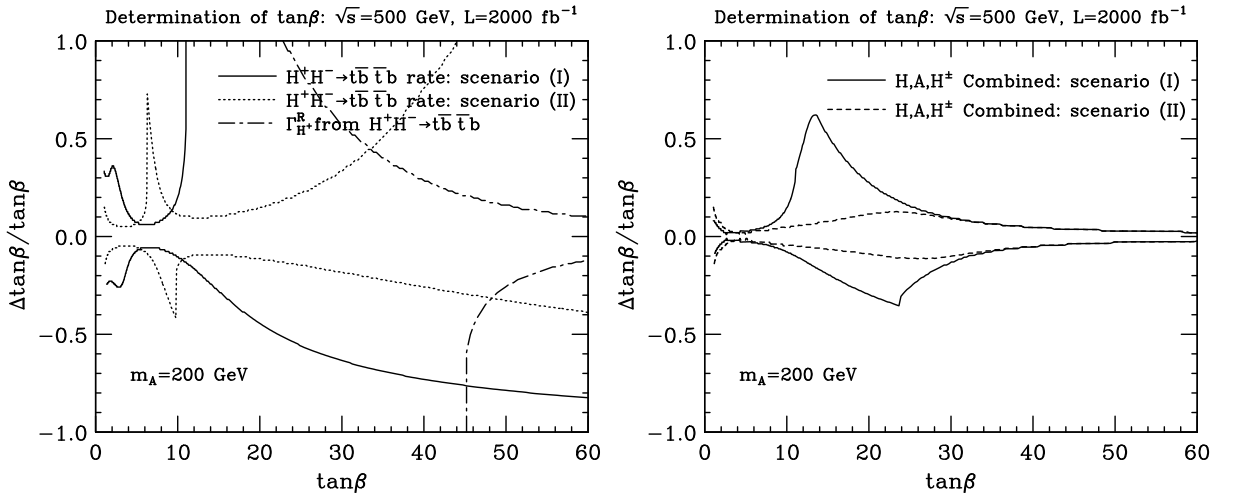 Determination of tanβ: √s=500 GeV, L=2000 fb⁻¹
1.0
0.5
0.0
−0.5
−1.0
Δtanβ/tanβ
H⁺H⁻→tb̄ t̄b rate: scenario (I)
H⁺H⁻→tb̄ t̄b rate: scenario (II)
Γ^R_H⁺ from H⁺H⁻→tb̄ t̄b
m_A=200 GeV
0 10 20 30 40 50 60
tanβ
Determination of tanβ: √s=500 GeV, L=2000 fb⁻¹
1.0
0.5
0.0
−0.5
−1.0
Δtanβ/tanβ
H,A,H± Combined: scenario (I)
H,A,H± Combined: scenario (II)
m_A=200 GeV
0 10 20 30 40 50 60
tanβ